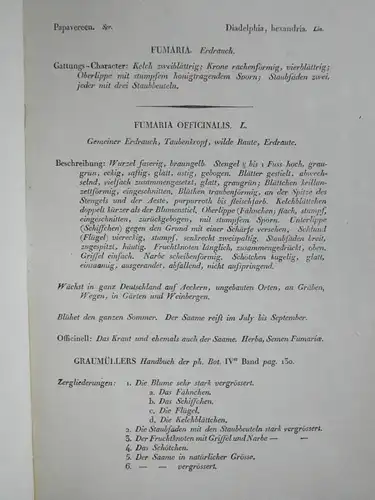 Papavereen. Spr. Diadelphia, hexandria. Lin.
FUMARIA. Erdrauch.
Gattungs-Character: Kelch zweiblättrig; Krone rachenförmig, vierblättrig;
Oberlippe mit stumpfem honigtragendem Sporn; Staubfäden zwei,
jeder mit drei Staubbeuteln.
FUMARIA OFFICINALIS. L.
Gemeiner Erdrauch, Taubenkropf, wilde Raute, Erdraute.
Beschreibung: Wurzel faserig, braungelb. Stengel ½ bis 1 Fuss hoch, grau-
grün, eckig, saftig, glatt, ästig, gebogen. Blätter gestielt, abwech-
selnd, vielfach zusammengesetzt, glatt, graugrün; Blättchen keillan-
zettförmig, eingeschnitten, Blüthen traubenförmig, an der Spitze des
Stengels und der Aeste, purpurroth bis fleischfarb. Kelchblättchen
doppelt kürzer als der Blumenstiel. Oberlippe (Fähnchen) flach, stumpf,
eingeschnitten, zurückgebogen, mit stumpfem Sporn. Unterlippe
(Schiffchen) gegen den Grund mit einer Schärfe versehen, Schlund
(Flügel) viereckig, stumpf, senkrecht zweispaltig. Staubfäden breit,
zugespitzt, häutig. Fruchtknoten länglich, zusammengedrückt, oben,
Griffel einfach. Narbe scheibenförmig. Schötchen kugelig, glatt,
einsaamig, ausgerandet, abfallend, nicht aufspringend.
Wächst in ganz Deutschland auf Aeckern, ungebauten Orten, an Gräben,
Wegen, in Gärten und Weinbergen.
Blühet den ganzen Sommer. Der Saame reift im July bis September.
Officinell: Das Kraut und ehemals auch der Saame. Herba, Semen Fumariæ.
GRAUMÜLLERS Handbuch der ph. Bot. IVter Band pag. 130.
Zergliederungen: 1. Die Blume sehr stark vergrössert.
a. Das Fähnchen.
b. Das Schiffchen.
c. Die Flügel.
d. Die Kelchblättchen.
2. Die Staubfäden mit den Staubbeuteln stark vergrössert.
3. Der Fruchtknoten mit Griffel und Narbe — —
4. Das Schötchen.
5. Der Saame in natürlicher Grösse.
6. — — vergrössert.